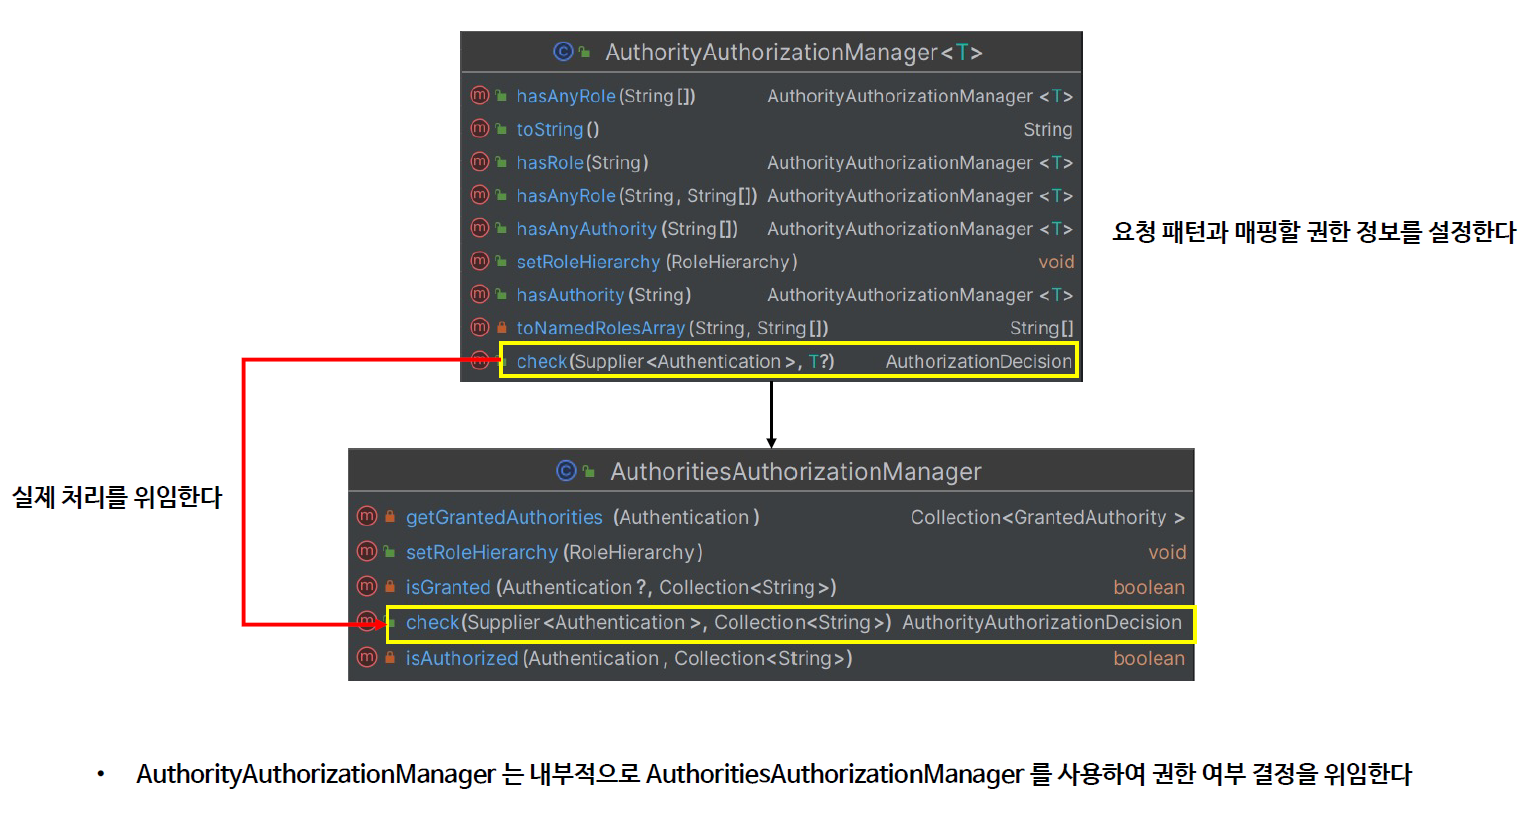 AuthorityAuthorizationManager<T>
hasAnyRole(String[]) AuthorityAuthorizationManager <T>
toString() String
hasRole(String) AuthorityAuthorizationManager <T>
hasAnyRole(String, String[]) AuthorityAuthorizationManager <T>
hasAnyAuthority(String[]) AuthorityAuthorizationManager <T>
요청 패턴과 매핑할 권한 정보를 설정한다
setRoleHierarchy(RoleHierarchy) void
hasAuthority(String) AuthorityAuthorizationManager <T>
toNamedRolesArray(String, String[]) String[]
check(Supplier<Authentication>, T?) AuthorizationDecision
AuthoritiesAuthorizationManager
실제 처리를 위임한다
getGrantedAuthorities (Authentication) Collection<GrantedAuthority >
setRoleHierarchy(RoleHierarchy) void
isGranted (Authentication?, Collection<String>) boolean
check(Supplier<Authentication>, Collection<String>) AuthorityAuthorizationDecision
isAuthorized(Authentication, Collection<String>) boolean
• AuthorityAuthorizationManager 는 내부적으로 AuthoritiesAuthorizationManager 를 사용하여 권한 여부 결정을 위임한다